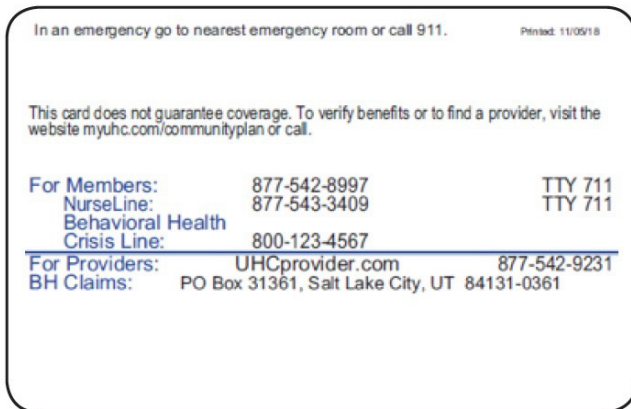 In an emergency go to nearest emergency room or call 911. Printed: 11/05/18
This card does not guarantee coverage. To verify benefits or to find a provider, visit the
website myuhc.com/communityplan or call.
For Members: 877-542-8997 TTY 711
NurseLine: 877-543-3409 TTY 711
Behavioral Health
Crisis Line: 800-123-4567
For Providers: UHCprovider.com 877-542-9231
BH Claims: PO Box 31361, Salt Lake City, UT 84131-0361